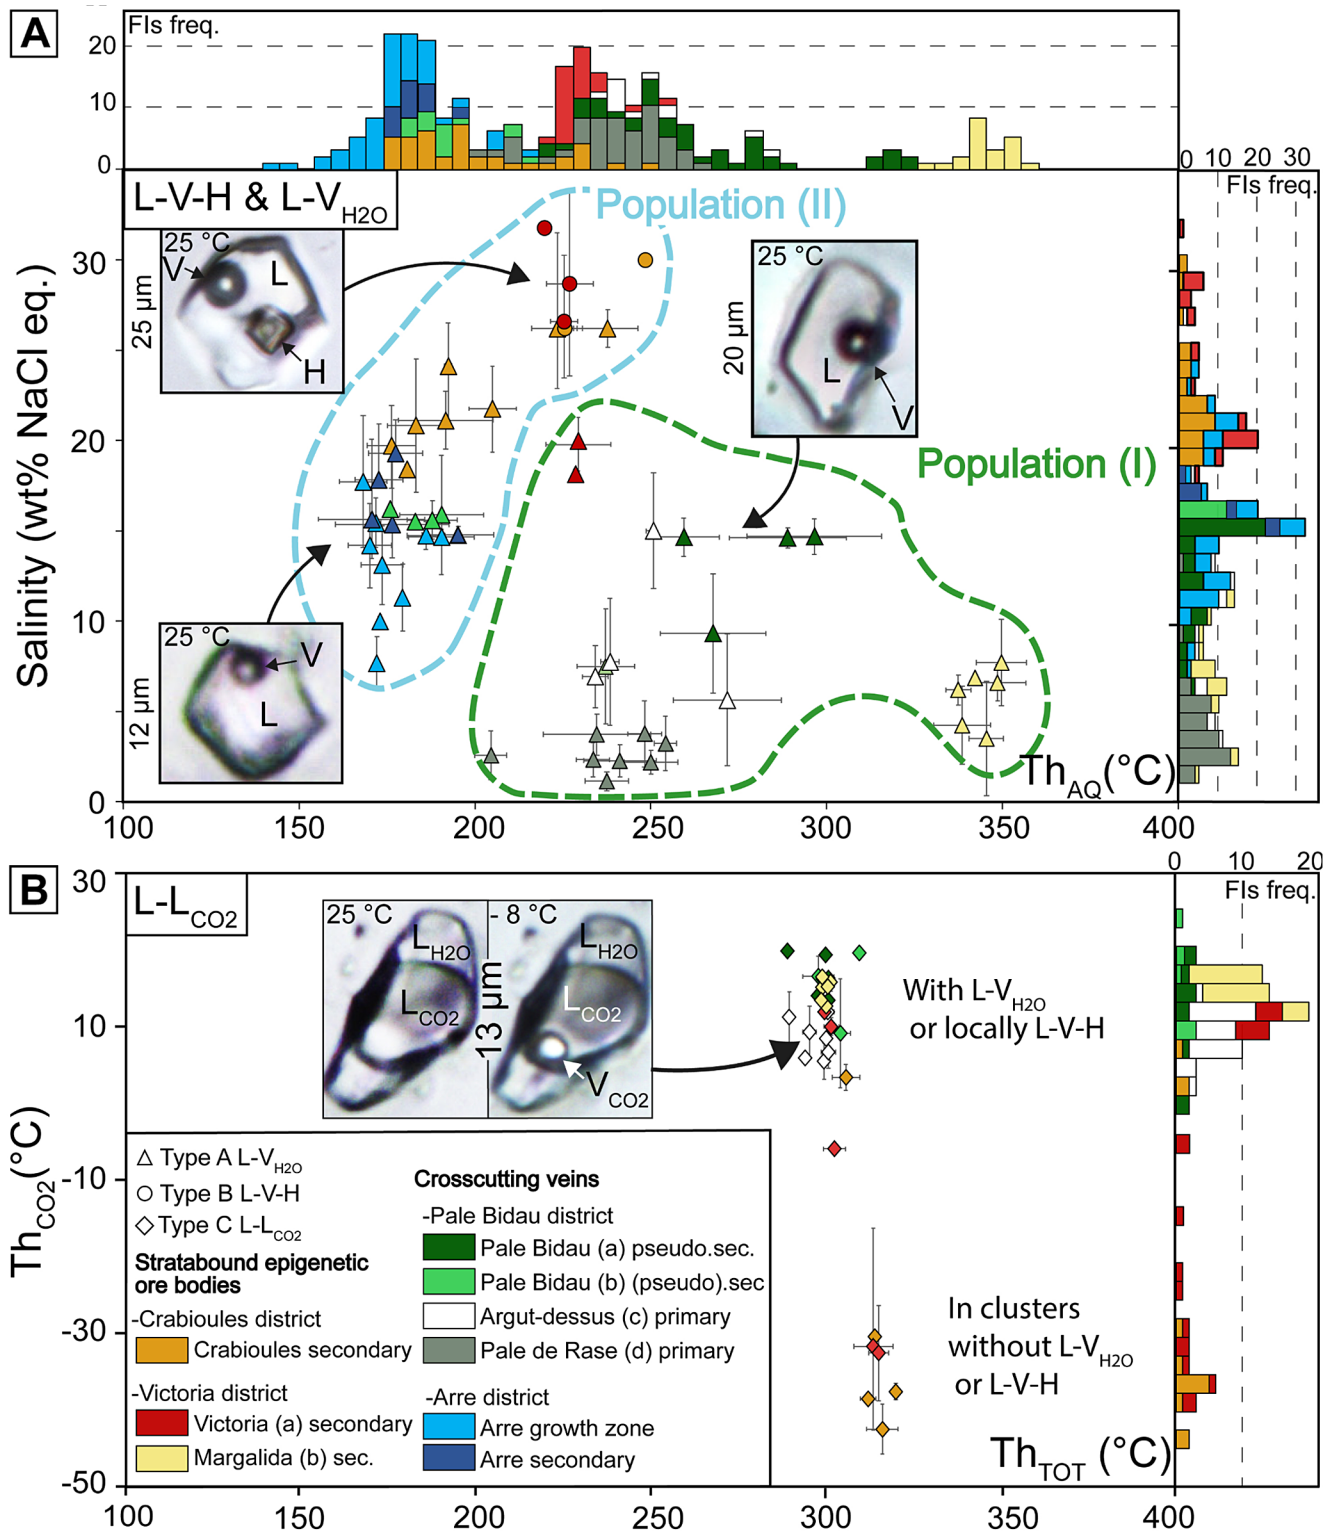 A
FIs freq.
20
10
0
L-V-H & L-VH2O
Population (II)
0 10 20 30
FIs freq.
25 °C
V
L
H
25 µm
25 °C
L
V
20 µm
Population (I)
25 °C
V
L
12 µm
Salinity (wt% NaCl eq.)
30
20
10
0
ThAQ(°C)
100 150 200 250 300 350 400
B
L-LCO2
0 10 20
FIs freq.
25 °C
LH2O
LCO2
13 µm
- 8 °C
LH2O
LCO2
VCO2
With L-VH2O
or locally L-V-H
In clusters
without L-VH2O
or L-V-H
ThCO2(°C)
30
10
-10
-30
-50
Type A L-VH2O
Type B L-V-H
Type C L-LCO2
Stratabound epigenetic
ore bodies
-Crabioules district
Crabioules secondary
-Victoria district
Victoria (a) secondary
Margalida (b) sec.
Crosscutting veins
-Pale Bidau district
Pale Bidau (a) pseudo.sec.
Pale Bidau (b) (pseudo).sec
Argut-dessus (c) primary
Pale de Rase (d) primary
-Arre district
Arre growth zone
Arre secondary
ThTOT (°C)
100 150 200 250 300 350 400